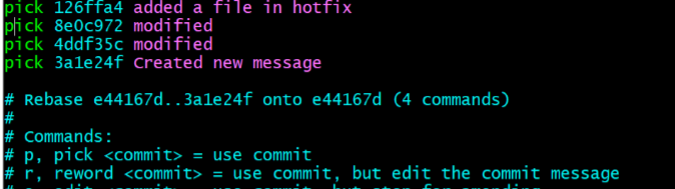 pick 126ffa4 added a file in hotfix
pick 8e0c972 modified
pick 4ddf35c modified
pick 3a1e24f Created new message
# Rebase e44167d..3a1e24f onto e44167d (4 commands)
#
# Commands:
# p, pick <commit> = use commit
# r, reword <commit> = use commit, but edit the commit message